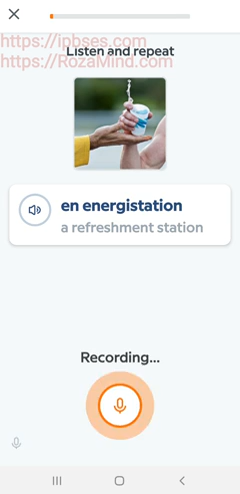 https://ipbses.com
https://RozaMind.com
Listen and repeat
en energistation
a refreshment station
Recording...